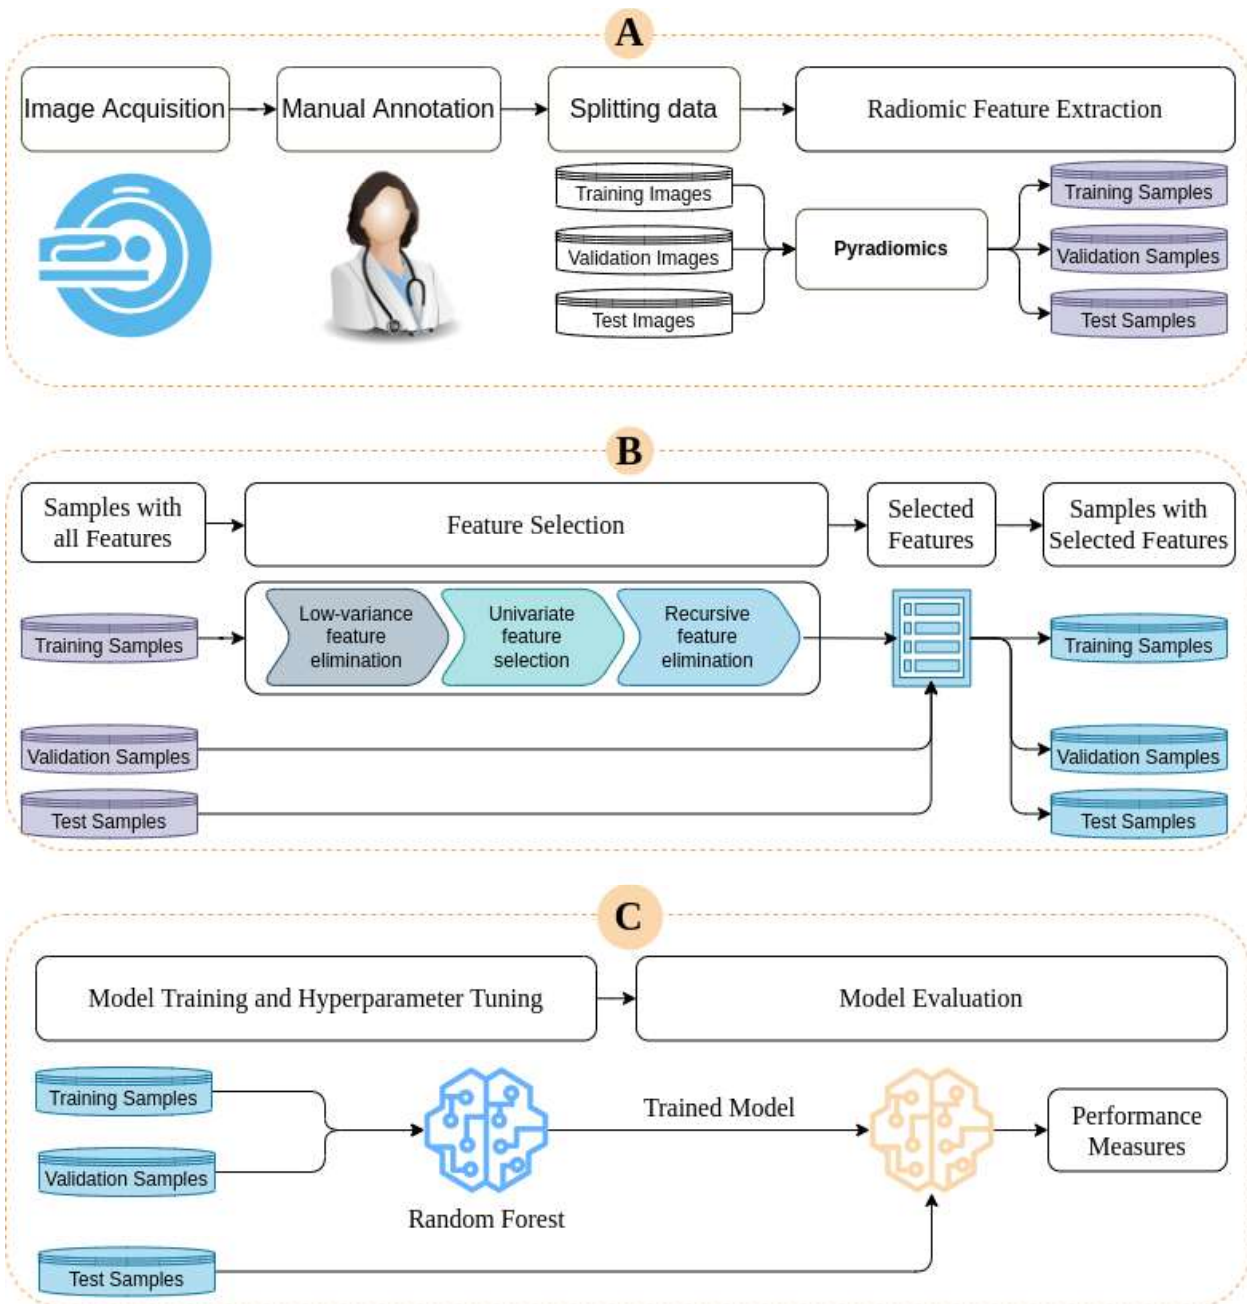 A
Image Acquisition
Manual Annotation
Splitting data
Radiomic Feature Extraction
Training Images
Validation Images
Test Images
Pyradiomics
Training Samples
Validation Samples
Test Samples
B
Samples with
all Features
Feature Selection
Selected
Features
Samples with
Selected Features
Training Samples
Low-variance
feature
elimination
Univariate
feature
selection
Recursive
feature
elimination
Training Samples
Validation Samples
Validation Samples
Test Samples
Test Samples
C
Model Training and Hyperparameter Tuning
Model Evaluation
Training Samples
Validation Samples
Test Samples
Random Forest
Trained Model
Performance
Measures